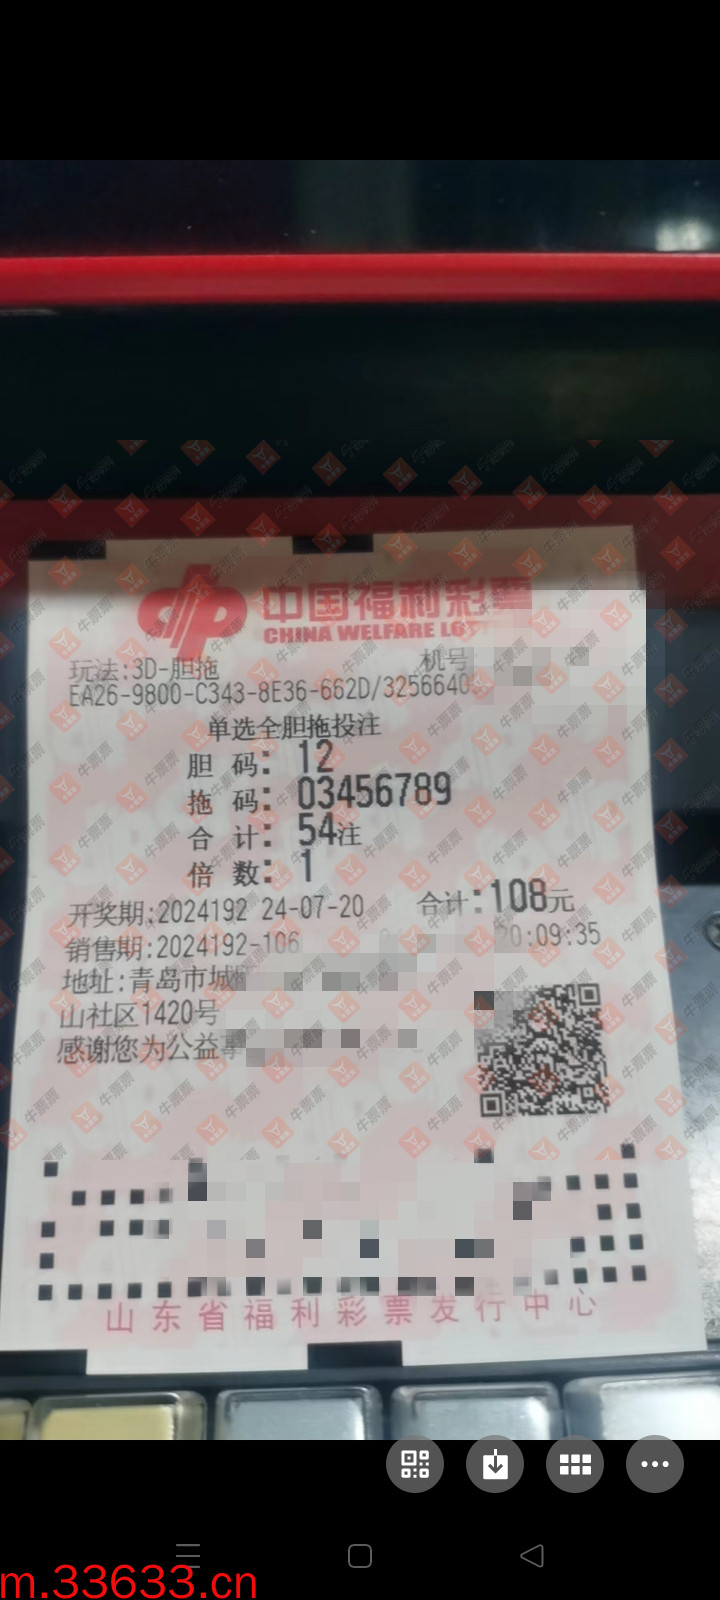 中国福利彩票
CHINA WELFARE LOT
玩法:3D-胆拖
机号
EA26-9800-C343-8E36-662D/3256640
单选全胆拖投注
胆 码: 12
拖 码: 03456789
合 计: 54注
倍 数: 1
开奖期:2024192 24-07-20 合计:108元
销售期:2024192-106 20:09:35
地址:青岛市城
山社区1420号
感谢您为公益事
山东省福利彩票发行中心
m.33633.cn